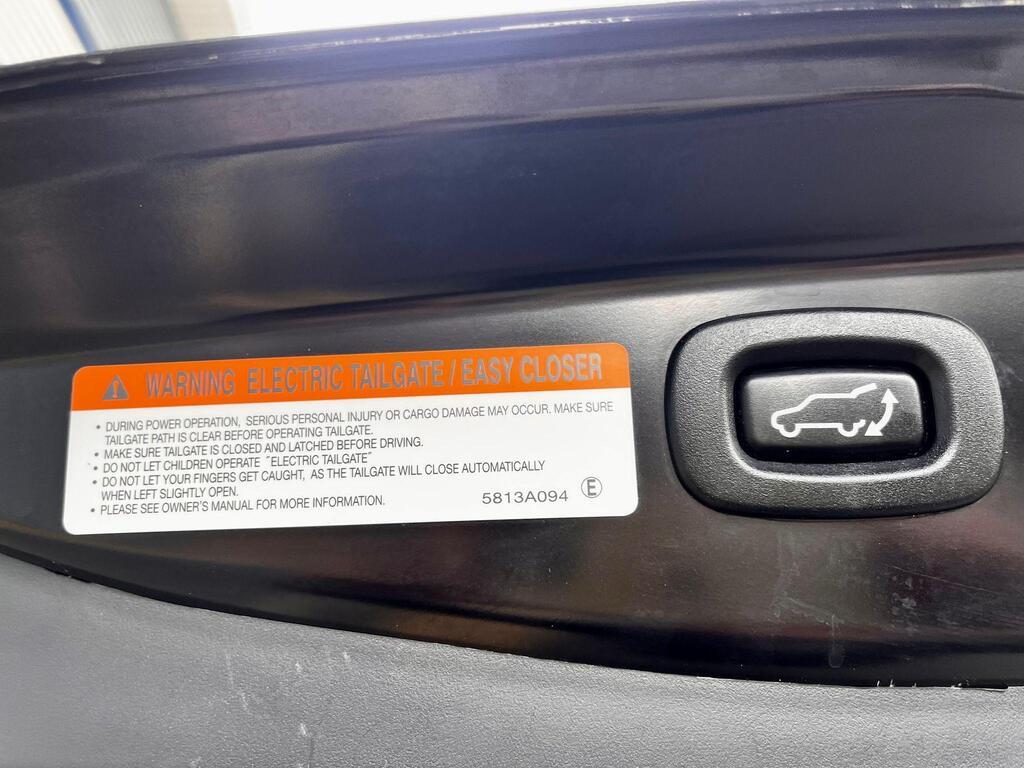 WARNING ELECTRIC TAILGATE / EASY CLOSER
• DURING POWER OPERATION, SERIOUS PERSONAL INJURY OR CARGO DAMAGE MAY OCCUR. MAKE SURE
TAILGATE PATH IS CLEAR BEFORE OPERATING TAILGATE.
• MAKE SURE TAILGATE IS CLOSED AND LATCHED BEFORE DRIVING.
• DO NOT LET CHILDREN OPERATE "ELECTRIC TAILGATE"
• DO NOT LET YOUR FINGERS GET CAUGHT, AS THE TAILGATE WILL CLOSE AUTOMATICALLY
WHEN LEFT SLIGHTLY OPEN.
• PLEASE SEE OWNER'S MANUAL FOR MORE INFORMATION.
5813A094 E